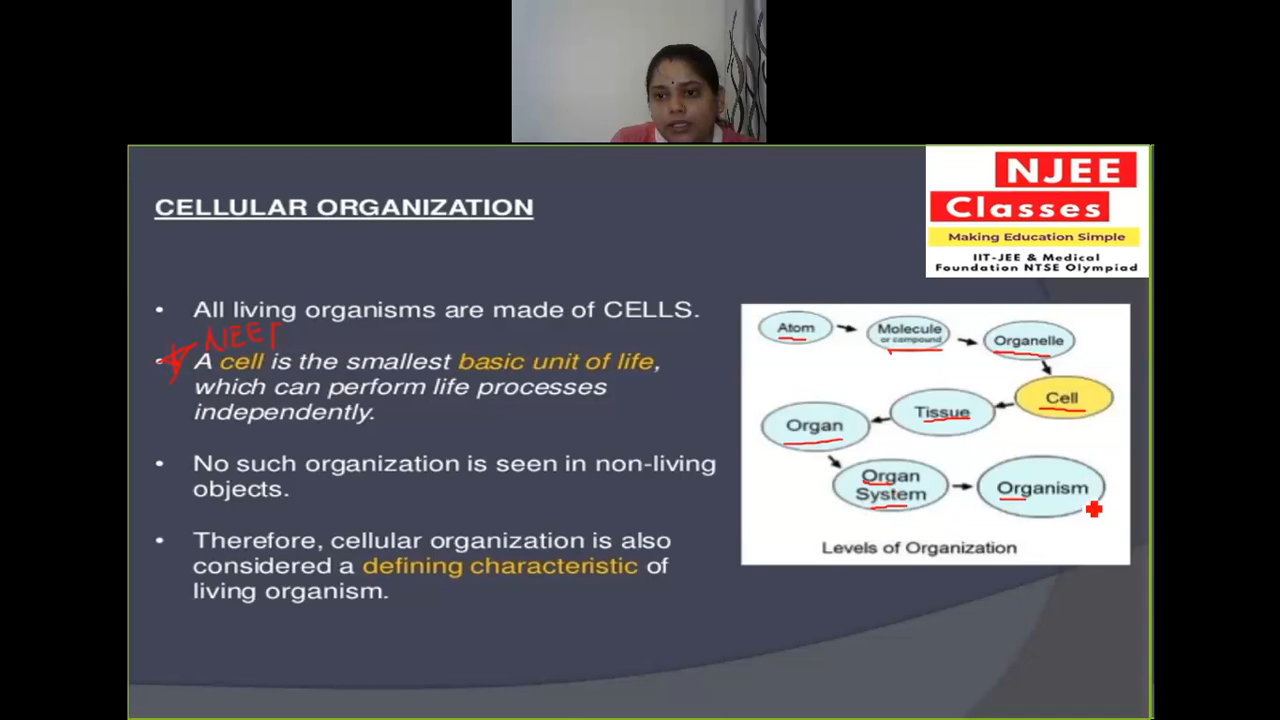 NJEE
Classes
Making Education Simple
IIT-JEE & Medical
Foundation NTSE Olympiad
CELLULAR ORGANIZATION
• All living organisms are made of CELLS.
NEET
• A cell is the smallest basic unit of life,
which can perform life processes
independently.
• No such organization is seen in non-living
objects.
• Therefore, cellular organization is also
considered a defining characteristic of
living organism.
Atom
Molecule
or compound
Organelle
Cell
Tissue
Organ
Organ
System
Organism
Levels of Organization